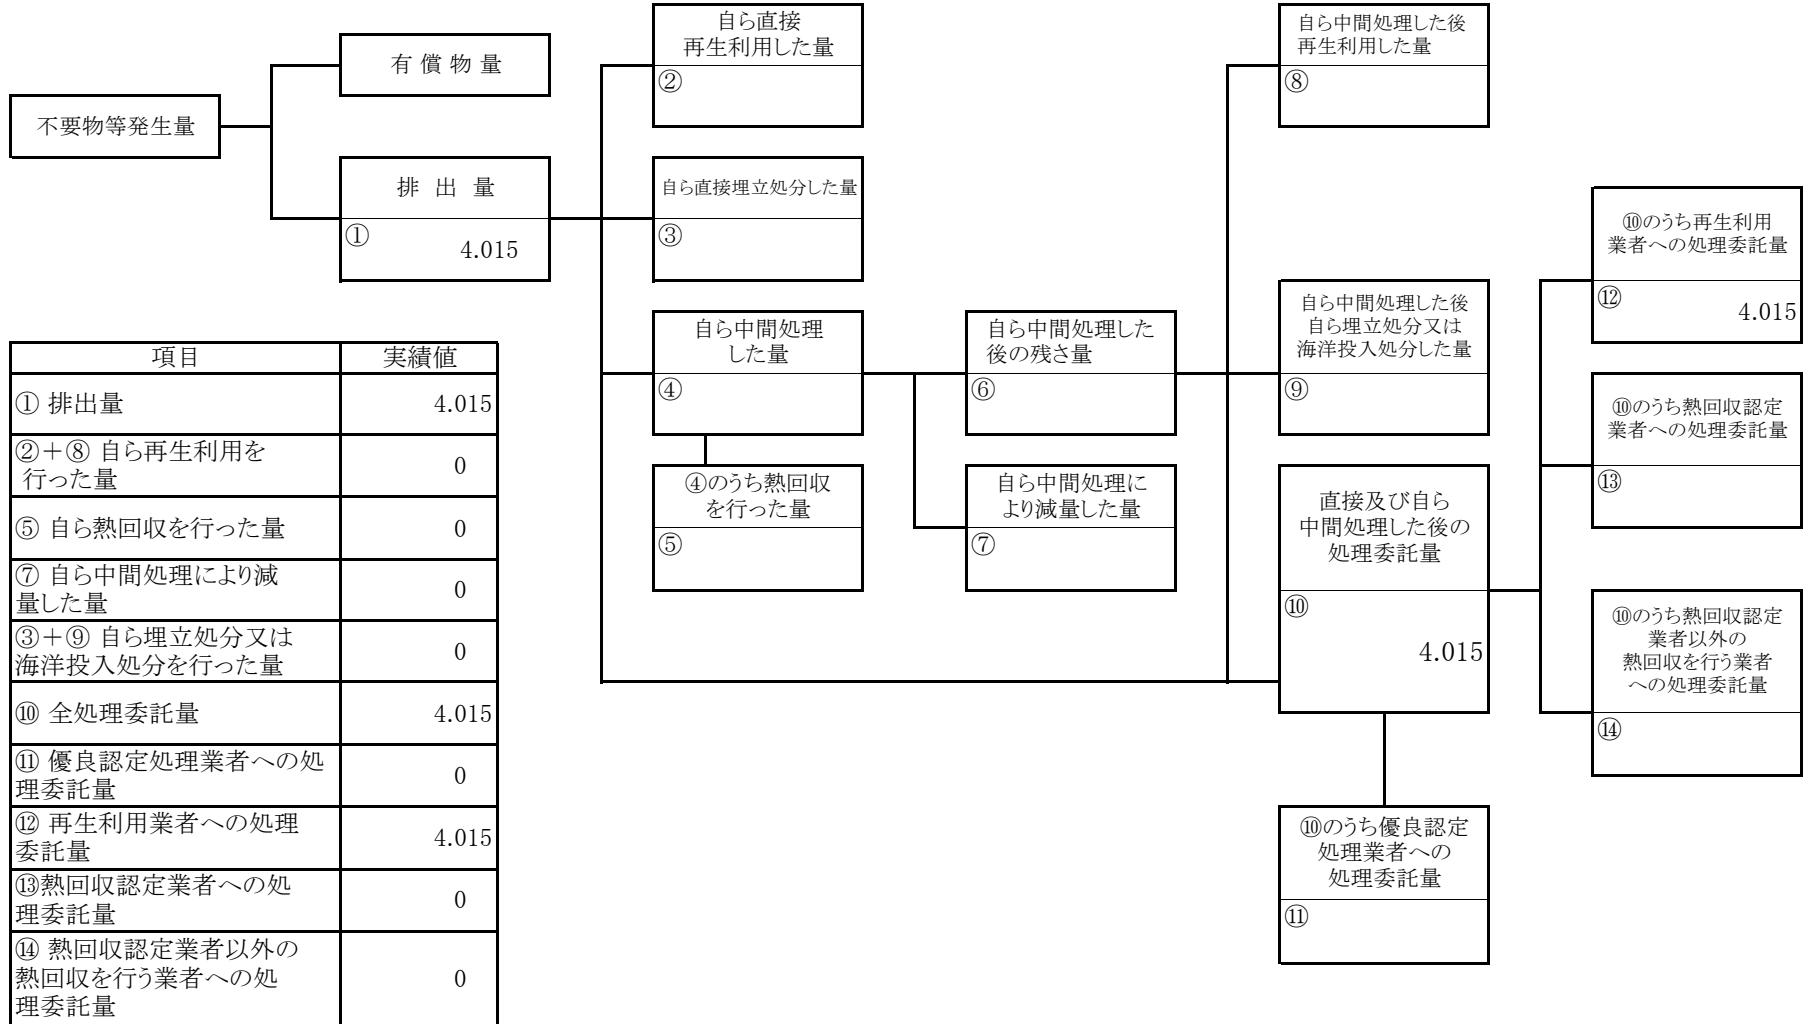 不要物等発生量
有 償 物 量
排 出 量
①
4.015
自ら直接
再生利用した量
②
自ら直接埋立処分した量
③
自ら中間処理
した量
④
④のうち熱回収
を行った量
⑤
自ら中間処理した
後の残さ量
⑥
自ら中間処理に
より減量した量
⑦
自ら中間処理した後
再生利用した量
⑧
自ら中間処理した後
自ら埋立処分又は
海洋投入処分した量
⑨
直接及び自ら
中間処理した後の
処理委託量
⑩
4.015
⑩のうち優良認定
処理業者への
処理委託量
⑪
⑩のうち再生利用
業者への処理委託量
⑫
4.015
⑩のうち熱回収認定
業者への処理委託量
⑬
⑩のうち熱回収認定
業者以外の
熱回収を行う業者
への処理委託量
⑭
項目 実績値
① 排出量 4.015
②+⑧ 自ら再生利用を
行った量 0
⑤ 自ら熱回収を行った量 0
⑦ 自ら中間処理により減
量した量 0
③+⑨ 自ら埋立処分又は
海洋投入処分を行った量 0
⑩ 全処理委託量 4.015
⑪ 優良認定処理業者への処
理委託量 0
⑫ 再生利用業者への処理
委託量 4.015
⑬熱回収認定業者への処
理委託量 0
⑭ 熱回収認定業者以外の
熱回収を行う業者への処 0
理委託量